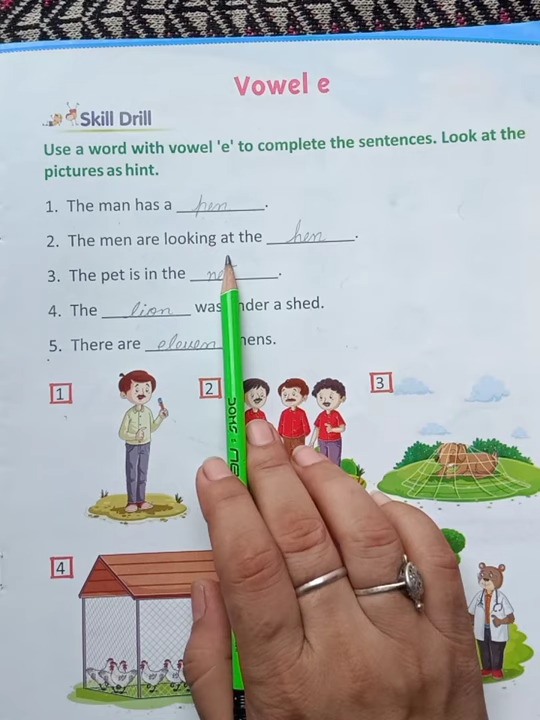 Vowel e
Skill Drill
Use a word with vowel 'e' to complete the sentences. Look at the
pictures as hint.
1. The man has a pen.
2. The men are looking at the hen.
3. The pet is in the
4. The lion was under a shed.
5. There are eleven hens.
1
2
3
4